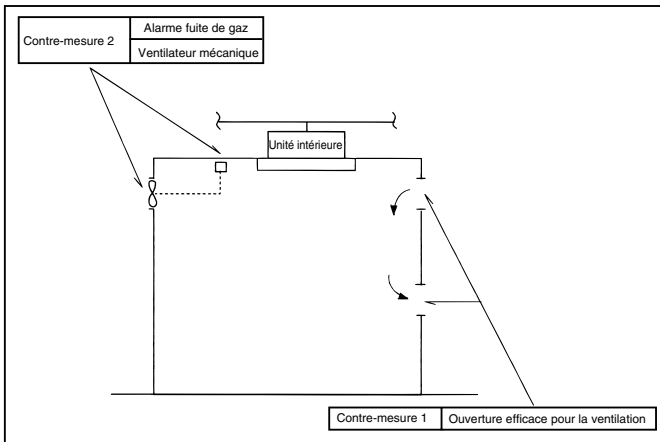 Contre-mesure 2
Alarme fuite de gaz
Ventilateur mécanique
Unité intérieure
Contre-mesure 1
Ouverture efficace pour la ventilation